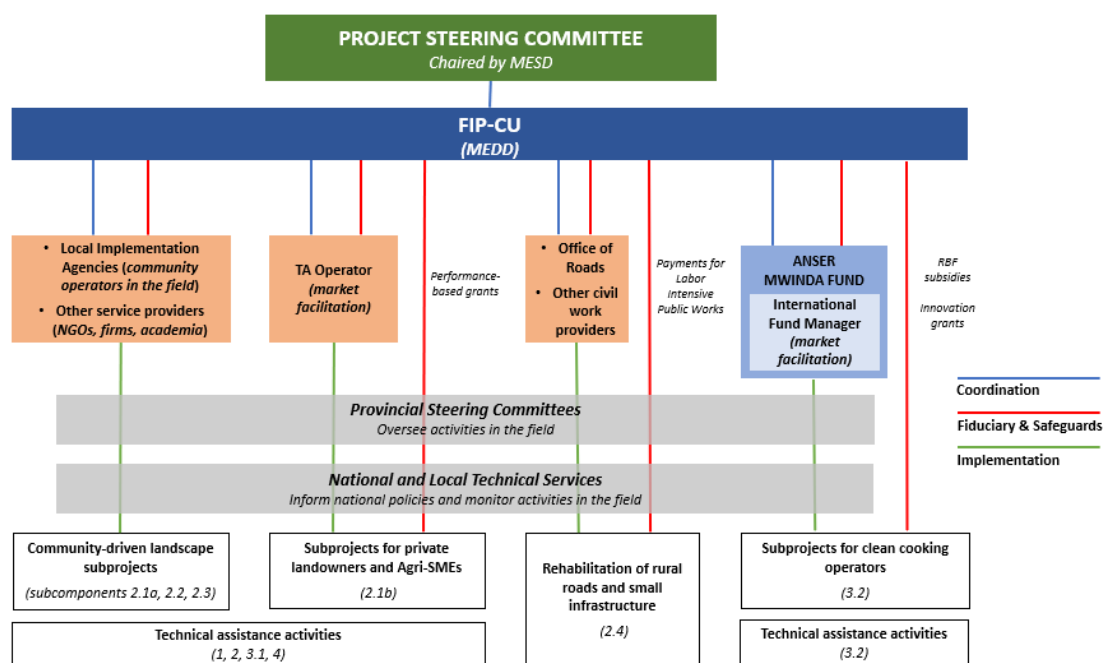 PROJECT STEERING COMMITTEE
Chaired by MESD
FIP-CU
(MEDD)
• Local Implementation
Agencies (community
operators in the field)
• Other service providers
(NGOs, firms, academia)
TA Operator
(market
facilitation)
Performance-
based grants
• Office of
Roads
• Other civil
work
providers
Payments for
Labor
Intensive
Public Works
ANSER
MWINDA FUND
International
Fund Manager
(market
facilitation)
RBF
subsidies
Innovation
grants
Coordination
Fiduciary & Safeguards
Implementation
Provincial Steering Committees
Oversee activities in the field
National and Local Technical Services
Inform national policies and monitor activities in the field
Community-driven landscape
subprojects
(subcomponents 2.1a, 2.2, 2.3)
Subprojects for private
landowners and Agri-SMEs
(2.1b)
Rehabilitation of rural
roads and small
infrastructure
(2.4)
Subprojects for clean cooking
operators
(3.2)
Technical assistance activities
(1, 2, 3.1, 4)
Technical assistance activities
(3.2)